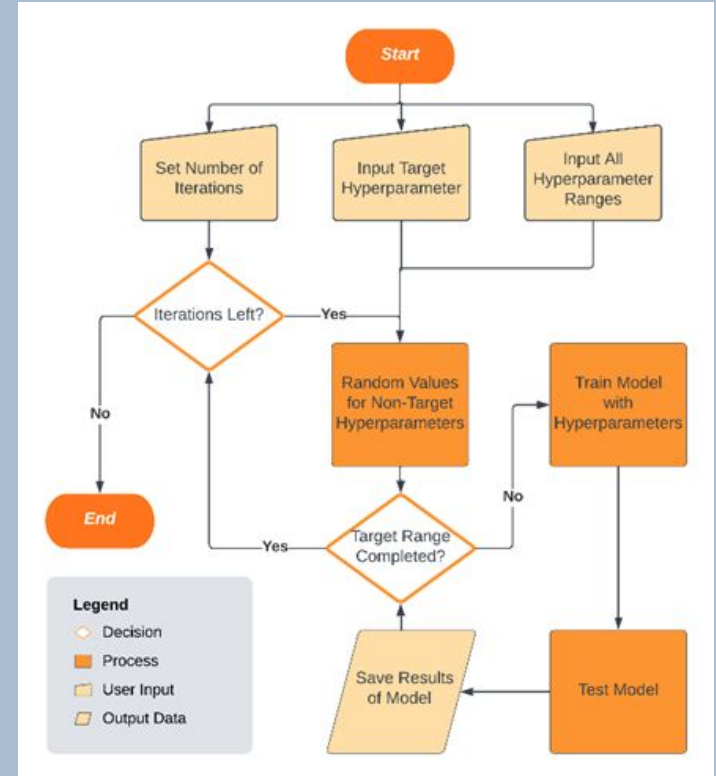 Start
Set Number of
Iterations
Input Target
Hyperparameter
Input All
Hyperparameter
Ranges
Iterations Left?
Yes
No
Random Values
for Non-Target
Hyperparameters
Train Model
with
Hyperparameters
No
End
Yes
Target Range
Completed?
Legend
Decision
Process
User Input
Output Data
Save Results
of Model
Test Model